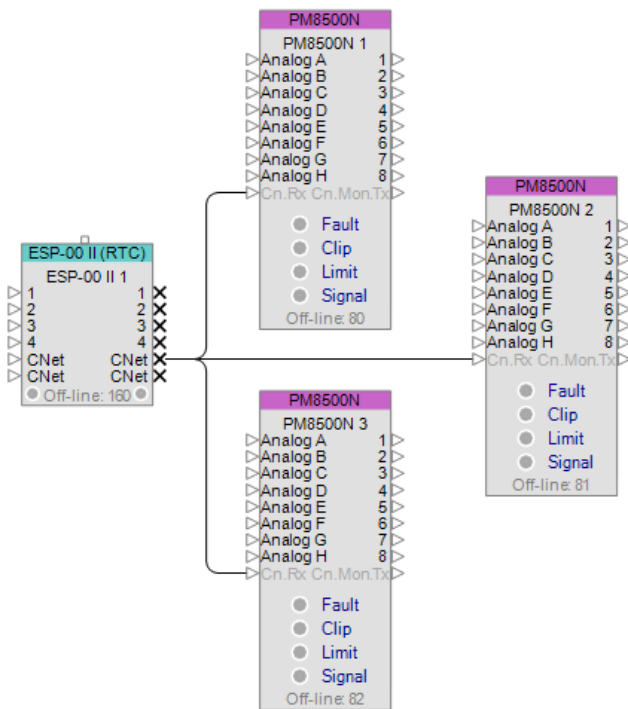 PM8500N
PM8500N 1
Analog A 1
Analog B 2
Analog C 3
Analog D 4
Analog E 5
Analog F 6
Analog G 7
Analog H 8
Cn.Rx Cn.Mon.Tx
Fault
Clip
Limit
Signal
Off-line: 80
ESP-00 II (RTC)
ESP-00 II 1
1 1
2 2
3 3
4 4
CNet CNet
CNet CNet
Off-line: 160
PM8500N
PM8500N 2
Analog A 1
Analog B 2
Analog C 3
Analog D 4
Analog E 5
Analog F 6
Analog G 7
Analog H 8
Cn.Rx Cn.Mon.Tx
Fault
Clip
Limit
Signal
Off-line: 81
PM8500N
PM8500N 3
Analog A 1
Analog B 2
Analog C 3
Analog D 4
Analog E 5
Analog F 6
Analog G 7
Analog H 8
Cn.Rx Cn.Mon.Tx
Fault
Clip
Limit
Signal
Off-line: 82